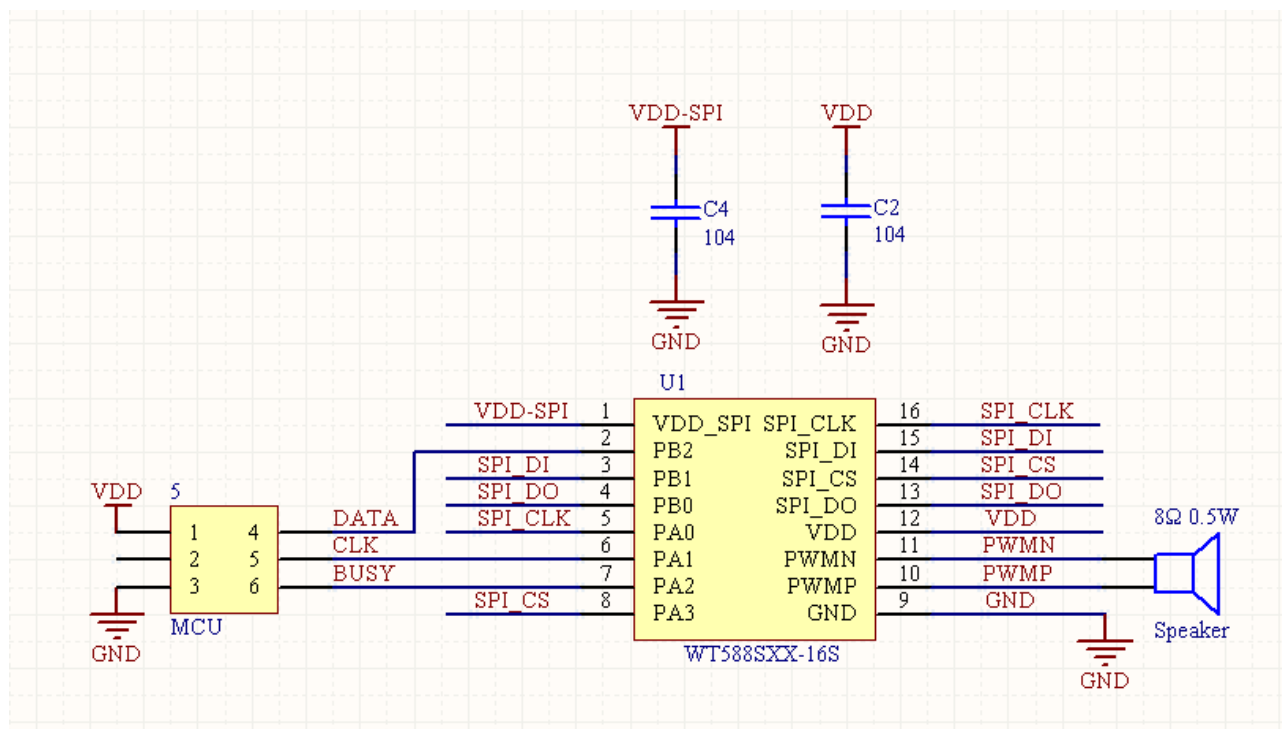 VDD-SPI
VDD
C4
104
C2
104
GND
GND
U1
VDD-SPI 1 VDD_SPI SPI_CLK 16 SPI_CLK
2 PB2 SPI_DI 15 SPI_DI
SPI_DI 3 PB1 SPI_CS 14 SPI_CS
SPI_DO 4 PB0 SPI_DO 13 SPI_DO
SPI_CLK 5 PA0 VDD 12 VDD
6 PA1 PWMN 11 PWMN
7 PA2 PWMP 10 PWMP
SPI_CS 8 PA3 GND 9 GND
WT588SXX-16S
VDD
5
1 4 DATA
2 5 CLK
3 6 BUSY
MCU
GND
8Ω 0.5W
Speaker
GND